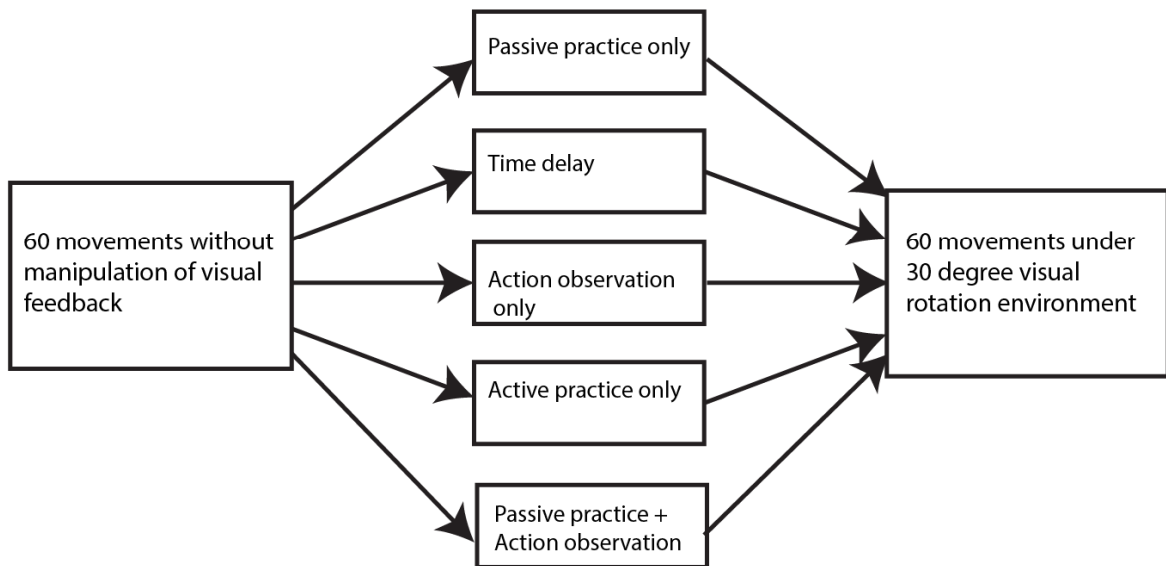 60 movements without
manipulation of visual
feedback
Passive practice only
Time delay
Action observation
only
Active practice only
Passive practice +
Action observation
60 movements under
30 degree visual
rotation environment